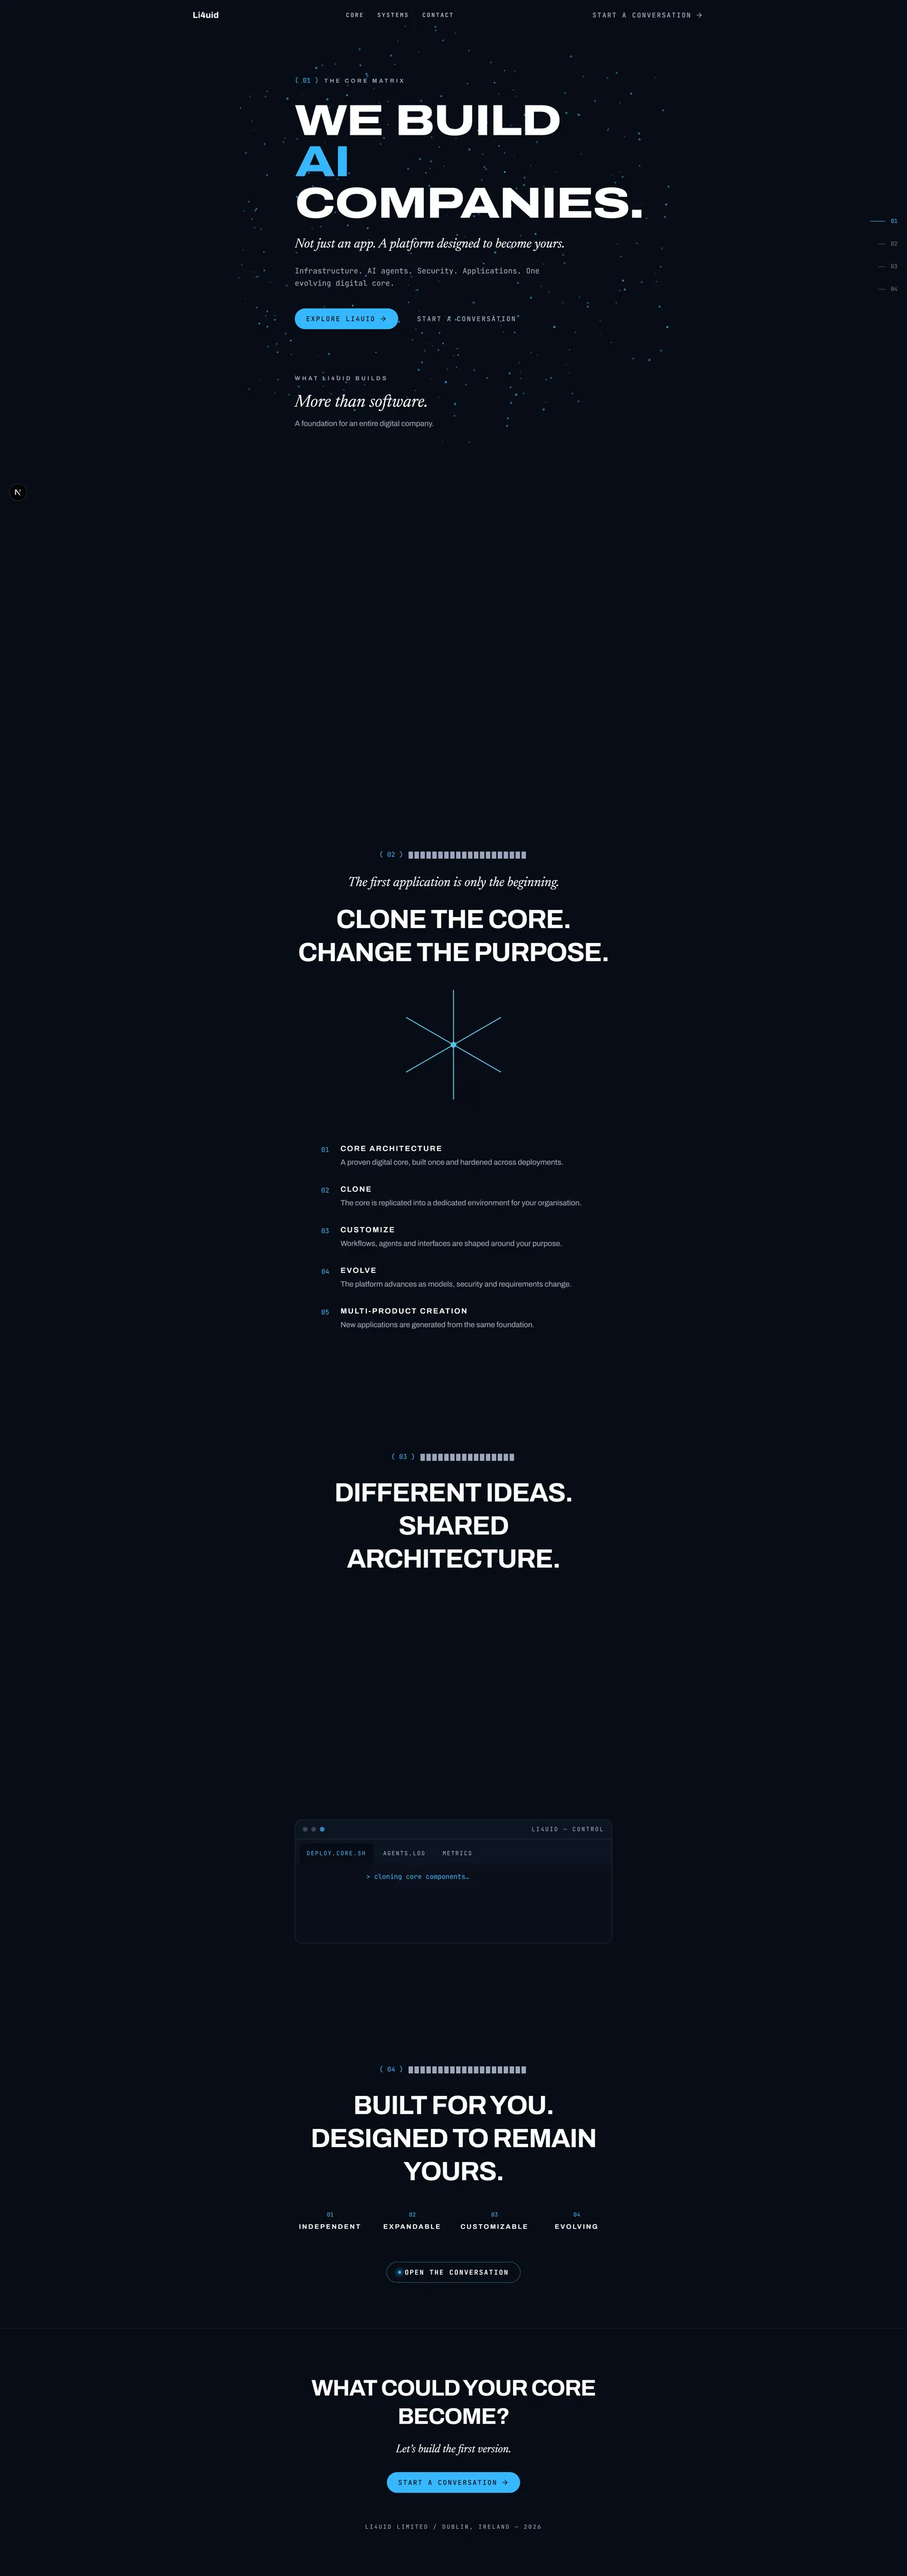 Li4uid
CORE SYSTEMS CONTACT
START A CONVERSATION →
( 01 ) THE CORE MATRIX
WE BUILD
AI
COMPANIES.
Not just an app. A platform designed to become yours.
Infrastructure. AI agents. Security. Applications. One
evolving digital core.
EXPLORE LI4UID →
START A CONVERSATION
01
02
03
04
WHAT LI4UID BUILDS
More than software.
A foundation for an entire digital company.
N
( 02 )
The first application is only the beginning.
CLONE THE CORE.
CHANGE THE PURPOSE.
01 CORE ARCHITECTURE
A proven digital core, built once and hardened across deployments.
02 CLONE
The core is replicated into a dedicated environment for your organisation.
03 CUSTOMIZE
Workflows, agents and interfaces are shaped around your purpose.
04 EVOLVE
The platform advances as models, security and requirements change.
05 MULTI-PRODUCT CREATION
New applications are generated from the same foundation.
( 03 )
DIFFERENT IDEAS.
SHARED
ARCHITECTURE.
LI4UID — CONTROL
DEPLOY.CORE.SH AGENTS.LOG METRICS
> cloning core components…
( 04 )
BUILT FOR YOU.
DESIGNED TO REMAIN
YOURS.
01 02 03 04
INDEPENDENT EXPANDABLE CUSTOMIZABLE EVOLVING
OPEN THE CONVERSATION
WHAT COULD YOUR CORE
BECOME?
Let's build the first version.
START A CONVERSATION →
LI4UID LIMITED / DUBLIN, IRELAND — 2026